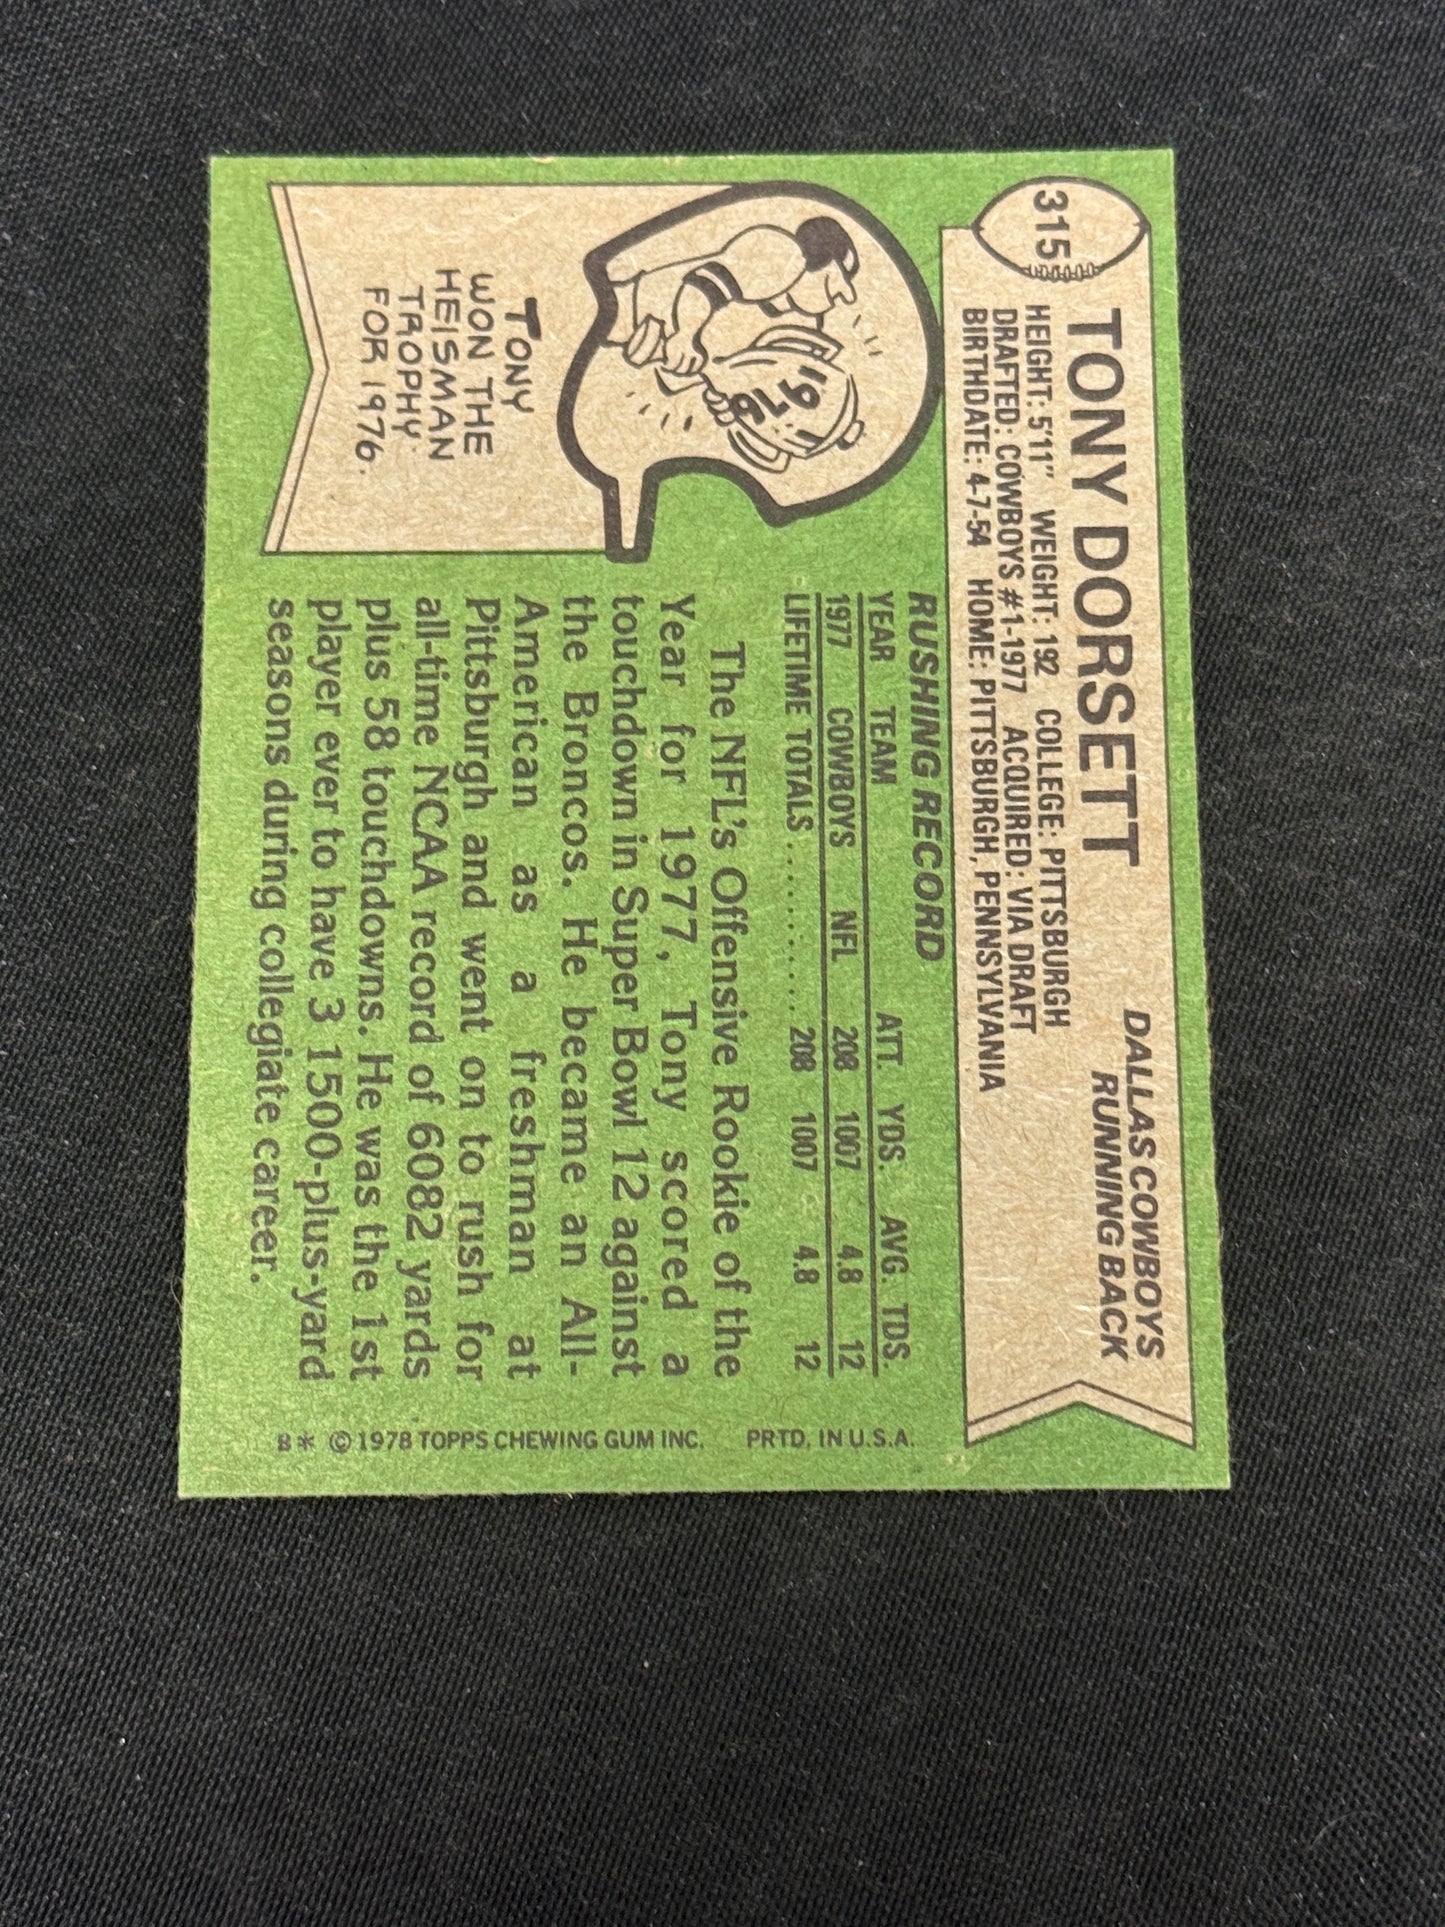 315
TONY DORSETT
DALLAS COWBOYS
RUNNING BACK
HEIGHT: 5'11" WEIGHT: 192 COLLEGE: PITTSBURGH
DRAFTED: COWBOYS #1-1977 ACQUIRED: VIA DRAFT
BIRTHDATE: 4-7-54 HOME: PITTSBURGH, PENNSYLVANIA
1976
TONY
WON THE
HEISMAN
TROPHY
FOR 1976.
RUSHING RECORD
YEAR TEAM ATT. YDS. AVG. TDS.
1977 COWBOYS NFL 208 1007 4.8 12
LIFETIME TOTALS.......... 208 1007 4.8 12
The NFL's Offensive Rookie of the
Year for 1977, Tony scored a
touchdown in Super Bowl 12 against
the Broncos. He became an All-
American as a freshman at
Pittsburgh and went on to rush for
all-time NCAA record of 6082 yards
plus 58 touchdowns. He was the 1st
player ever to have 3 1500-plus-yard
seasons during collegiate career.
B* © 1978 TOPPS CHEWING GUM INC. PRTD. IN U.S.A.